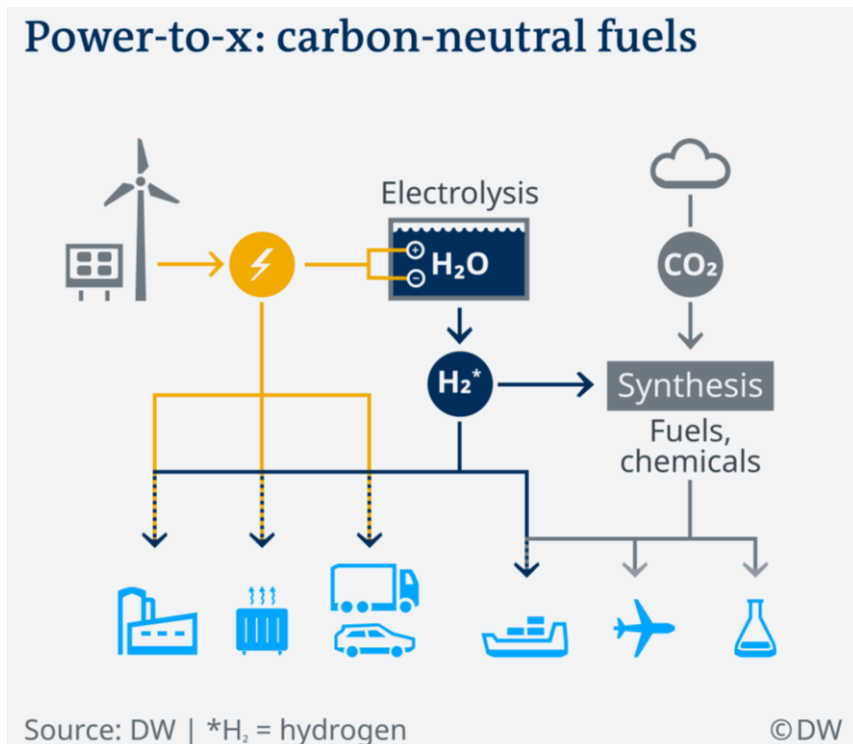 Power-to-x: carbon-neutral fuels
Electrolysis
+
H₂O
−
CO₂
H₂*
Synthesis
Fuels,
chemicals
Source: DW | *H₂ = hydrogen
©DW